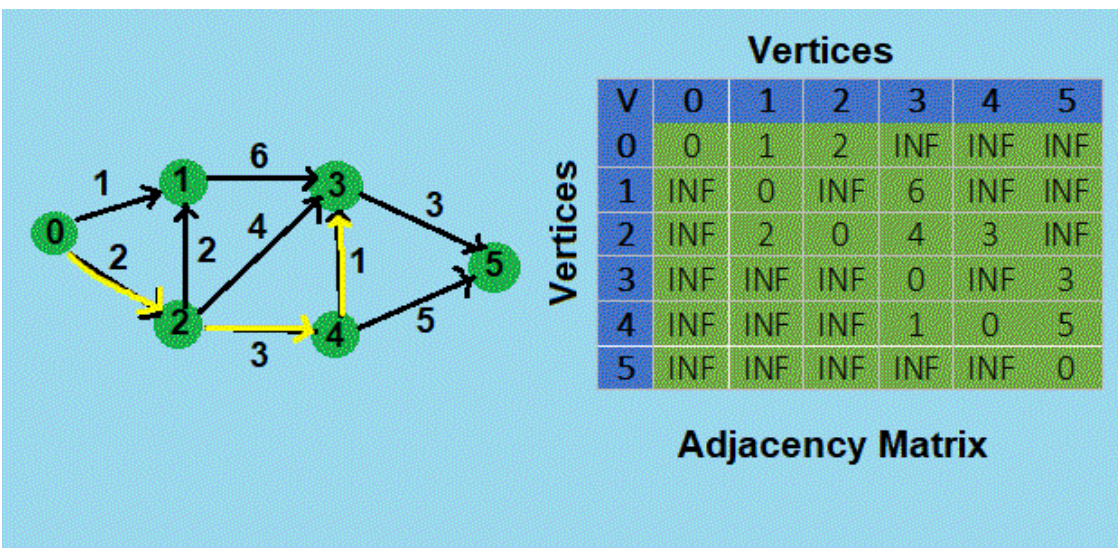 Vertices
V 0 1 2 3 4 5
0 0 1 2 INF INF INF
1 INF 0 INF 6 INF INF
2 INF 2 0 4 3 INF
3 INF INF INF 0 INF 3
4 INF INF INF 1 0 5
5 INF INF INF INF INF 0
Vertices
Adjacency Matrix
6
1 1 3 3
0 2 2 4 1 5
2 4 5
3